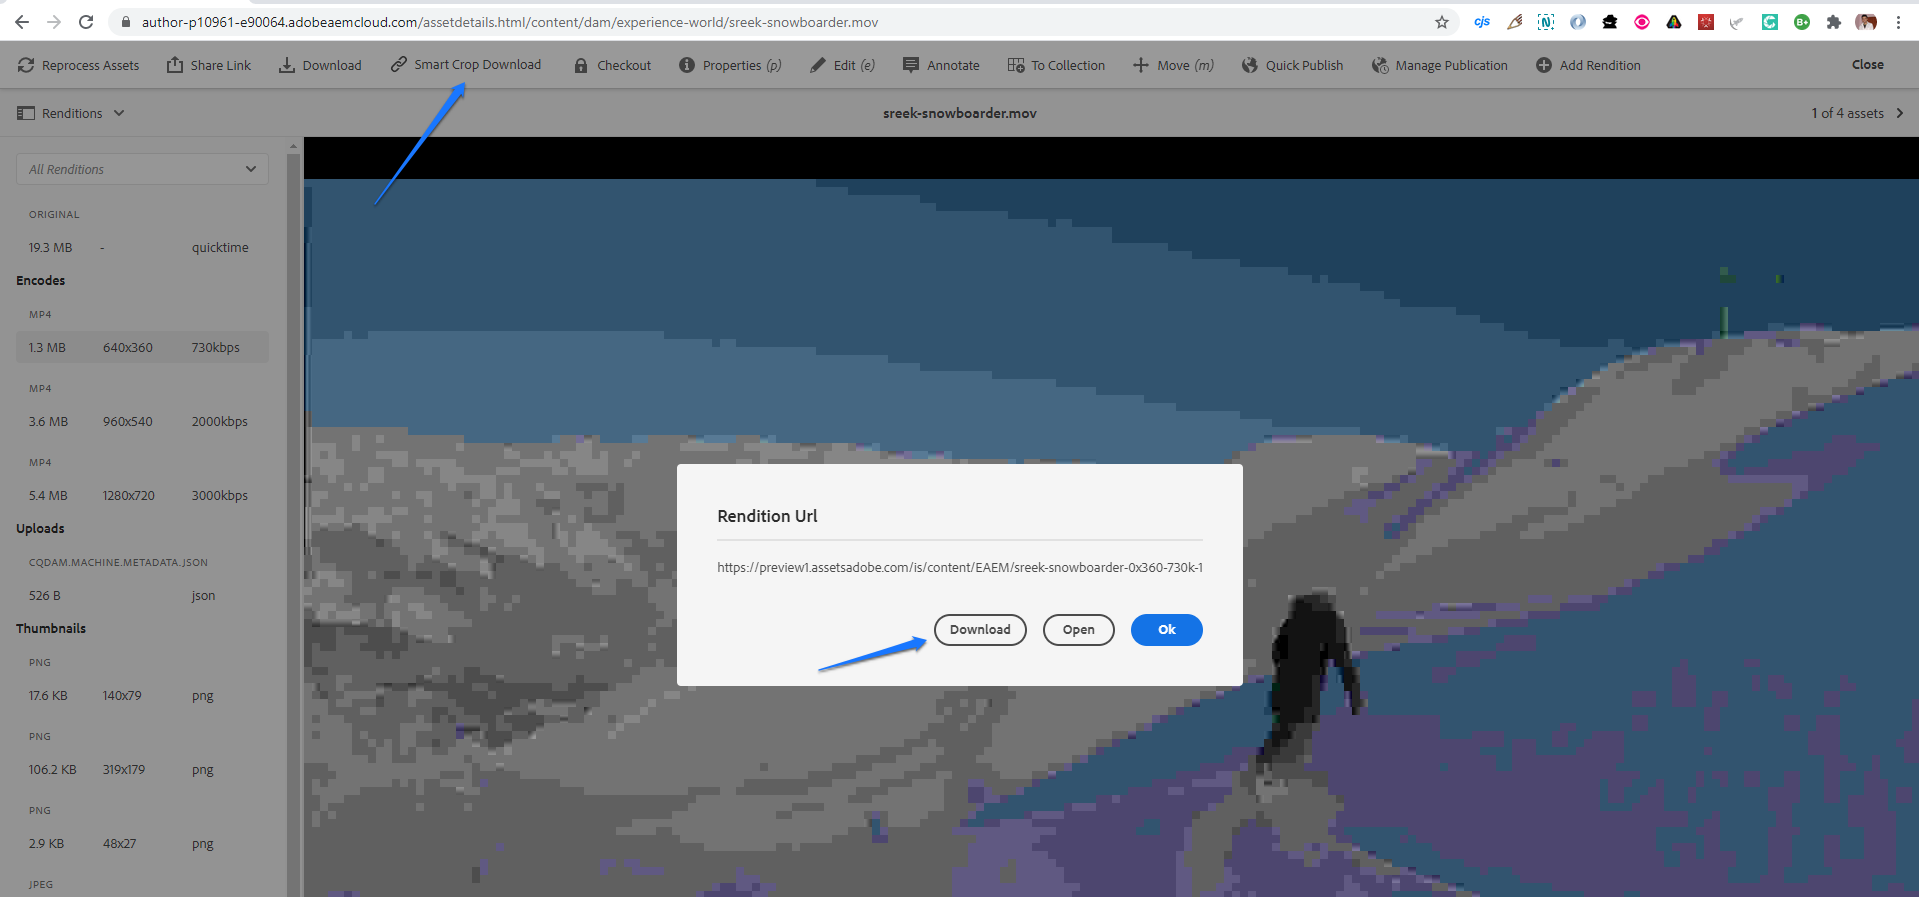 author-p10961-e90064.adobeaemcloud.com/assetdetails.html/content/dam/experience-world/sreek-snowboarder.mov
cjs
N
B+
Reprocess Assets Share Link Download Smart Crop Download Checkout Properties (p) Edit (e) Annotate To Collection Move (m) Quick Publish Manage Publication Add Rendition Close
Renditions sreek-snowboarder.mov 1 of 4 assets
All Renditions
ORIGINAL
19.3 MB - quicktime
Encodes
MP4
1.3 MB 640x360 730kbps
MP4
3.6 MB 960x540 2000kbps
MP4
5.4 MB 1280x720 3000kbps
Uploads
CQDAM.MACHINE.METADATA.JSON
526 B json
Thumbnails
PNG
17.6 KB 140x79 png
PNG
106.2 KB 319x179 png
PNG
2.9 KB 48x27 png
JPEG
Rendition Url
https://preview1.assetsadobe.com/is/content/EAEM/sreek-snowboarder-0x360-730k-1
Download Open Ok